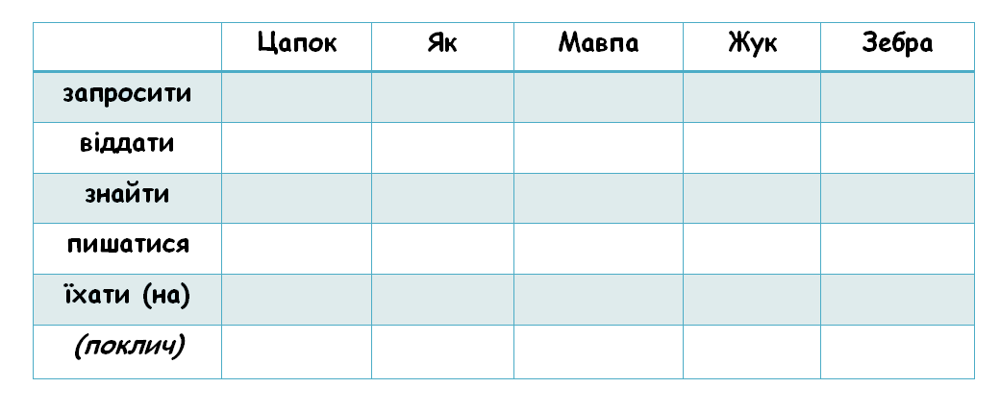 Цапок Як Мавпа Жук Зебра
запросити
віддати
знайти
пишатися
їхати (на)
(поклич)